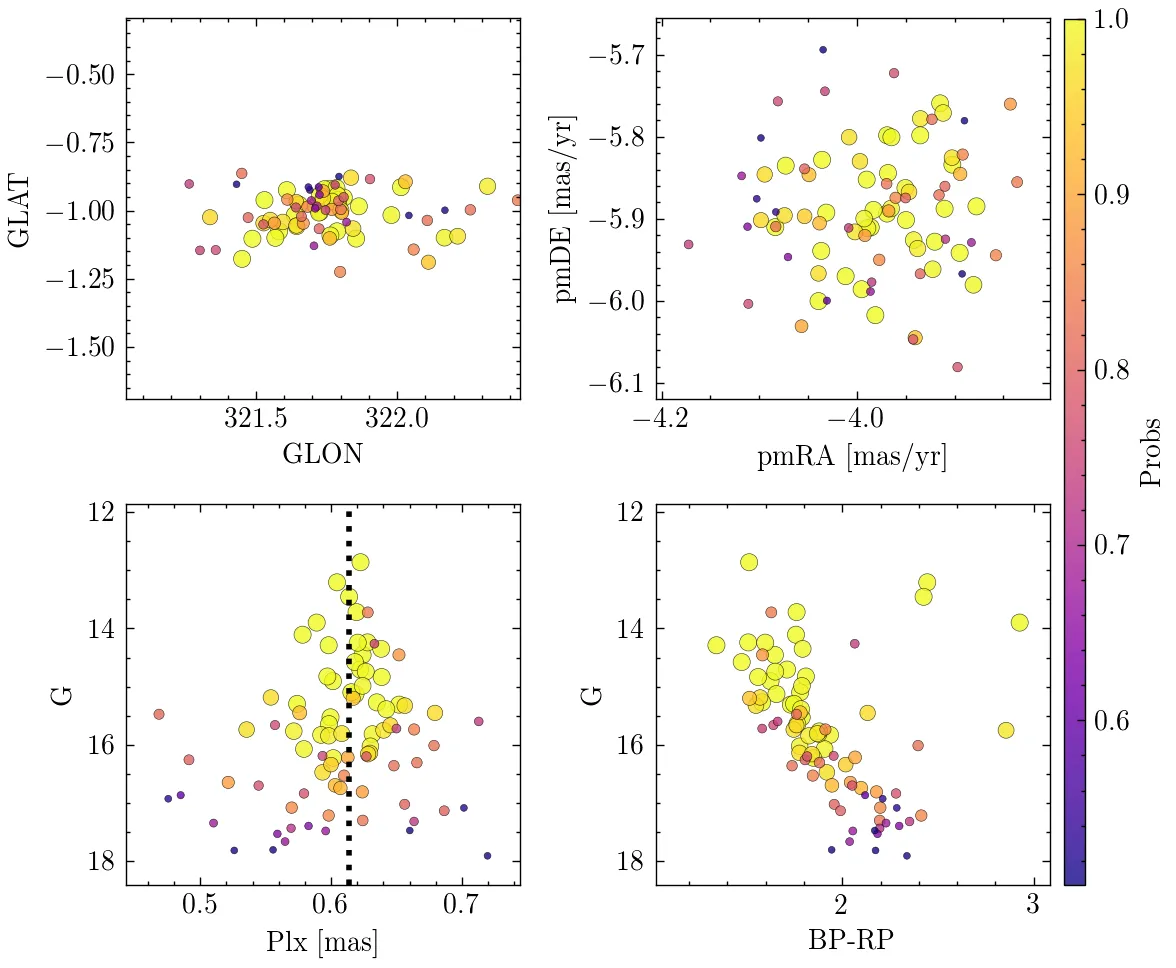 −0.50
−0.75
−1.00
−1.25
−1.50
GLAT
321.5 322.0
GLON
−5.7
−5.8
−5.9
−6.0
−6.1
pmDE [mas/yr]
−4.2 −4.0
pmRA [mas/yr]
1.0
0.9
0.8
0.7
0.6
Probs
12
14
16
18
G
0.5 0.6 0.7
Plx [mas]
12
14
16
18
G
2 3
BP-RP